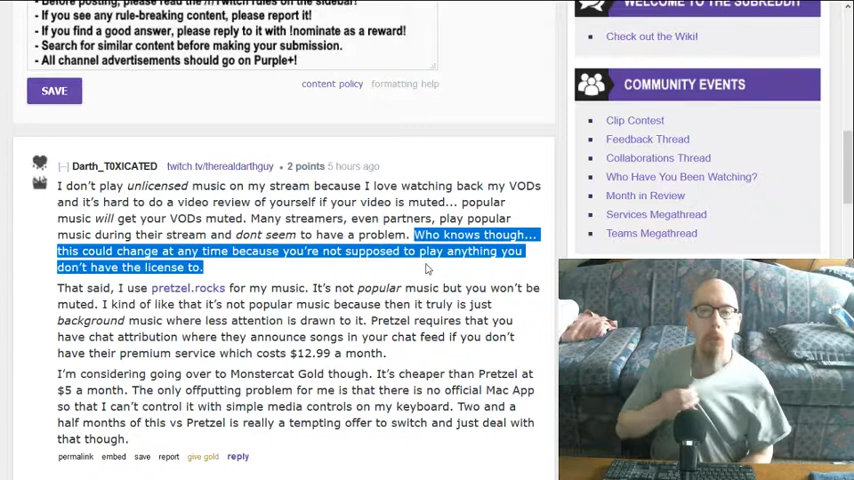 - If you see any rule-breaking content, please report it!
- If you find a good answer, please reply to it with !nominate as a reward!
- Search for similar content before making your submission.
- All channel advertisements should go on Purple+!
content policy formatting help
SAVE
[–] Darth_T0XICATED twitch.tv/therealdarthguy • 2 points 5 hours ago
I don't play unlicensed music on my stream because I love watching back my VODs
and it's hard to do a video review of yourself if your video is muted... popular
music will get your VODs muted. Many streamers, even partners, play popular
music during their stream and dont seem to have a problem. Who knows though...
this could change at any time because you're not supposed to play anything you
don't have the license to.
That said, I use pretzel.rocks for my music. It's not popular music but you won't be
muted. I kind of like that it's not popular music because then it truly is just
background music where less attention is drawn to it. Pretzel requires that you
have chat attribution where they announce songs in your chat feed if you don't
have their premium service which costs $12.99 a month.
I'm considering going over to Monstercat Gold though. It's cheaper than Pretzel at
$5 a month. The only offputting problem for me is that there is no official Mac App
so that I can't control it with simple media controls on my keyboard. Two and a
half months of this vs Pretzel is really a tempting offer to switch and just deal with
that though.
permalink embed save report give gold reply
WELCOME TO THE SUBREDDIT
Check out the Wiki!
COMMUNITY EVENTS
Clip Contest
Feedback Thread
Collaborations Thread
Who Have You Been Watching?
Month in Review
Services Megathread
Teams Megathread